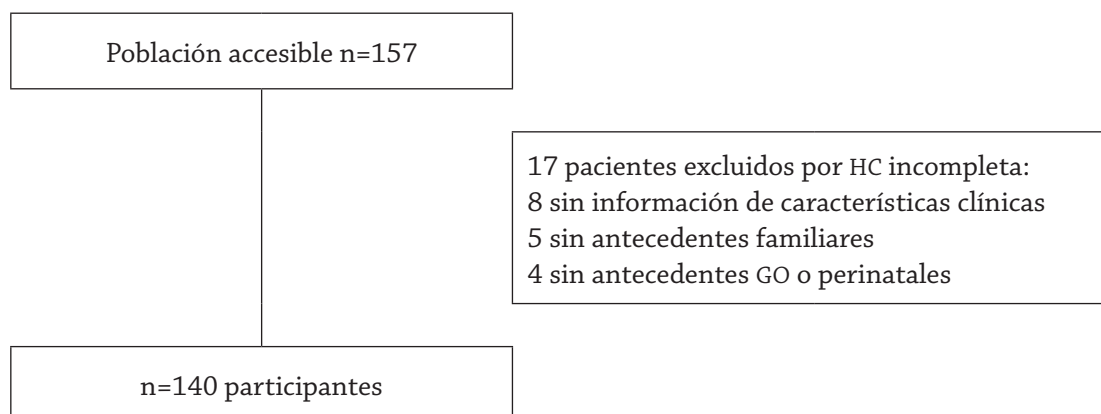 Población accesible n=157
17 pacientes excluidos por HC incompleta:
8 sin información de características clínicas
5 sin antecedentes familiares
4 sin antecedentes GO o perinatales
n=140 participantes